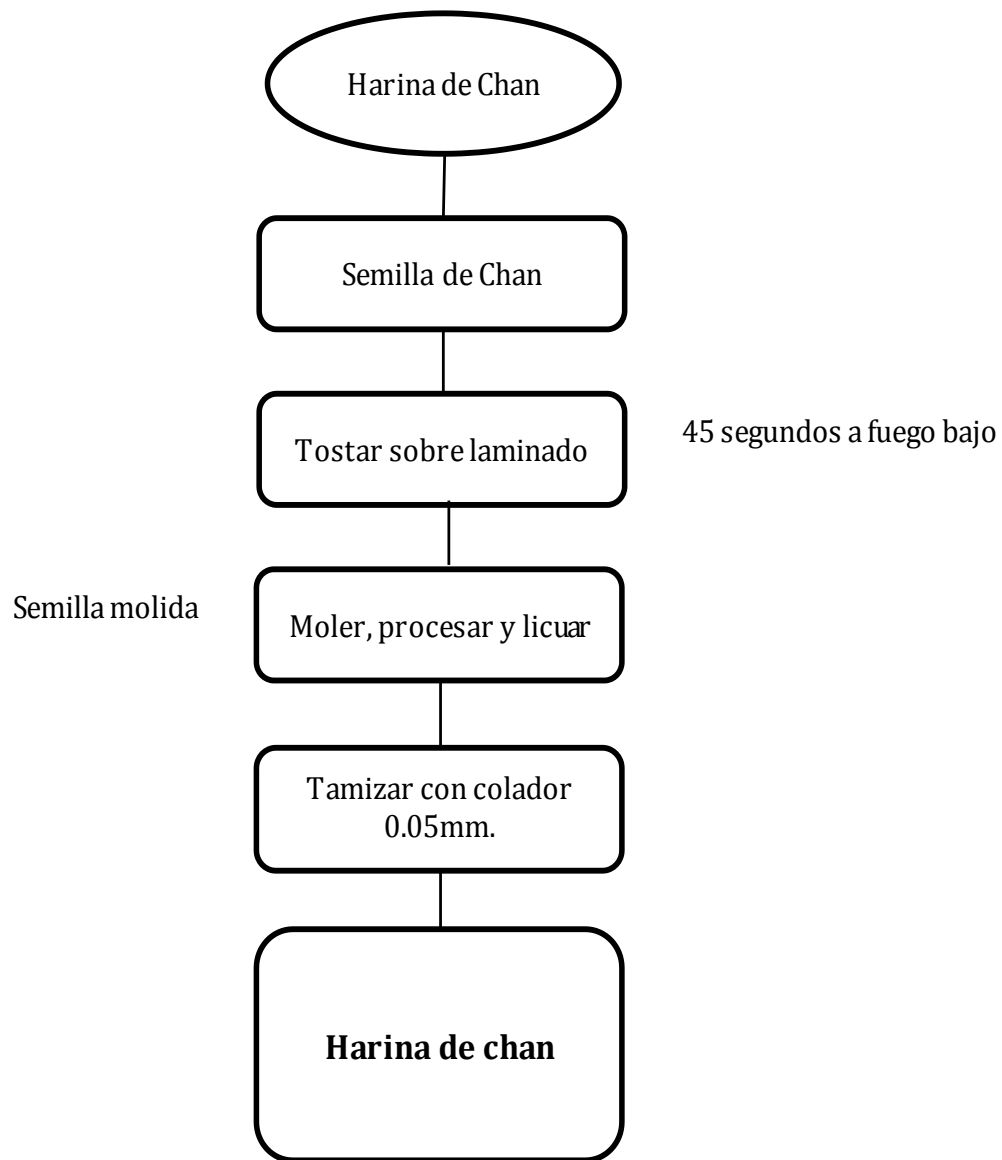 Harina de Chan
Semilla de Chan
Tostar sobre laminado
45 segundos a fuego bajo
Semilla molida
Moler, procesar y licuar
Tamizar con colador
0.05mm.
Harina de chan